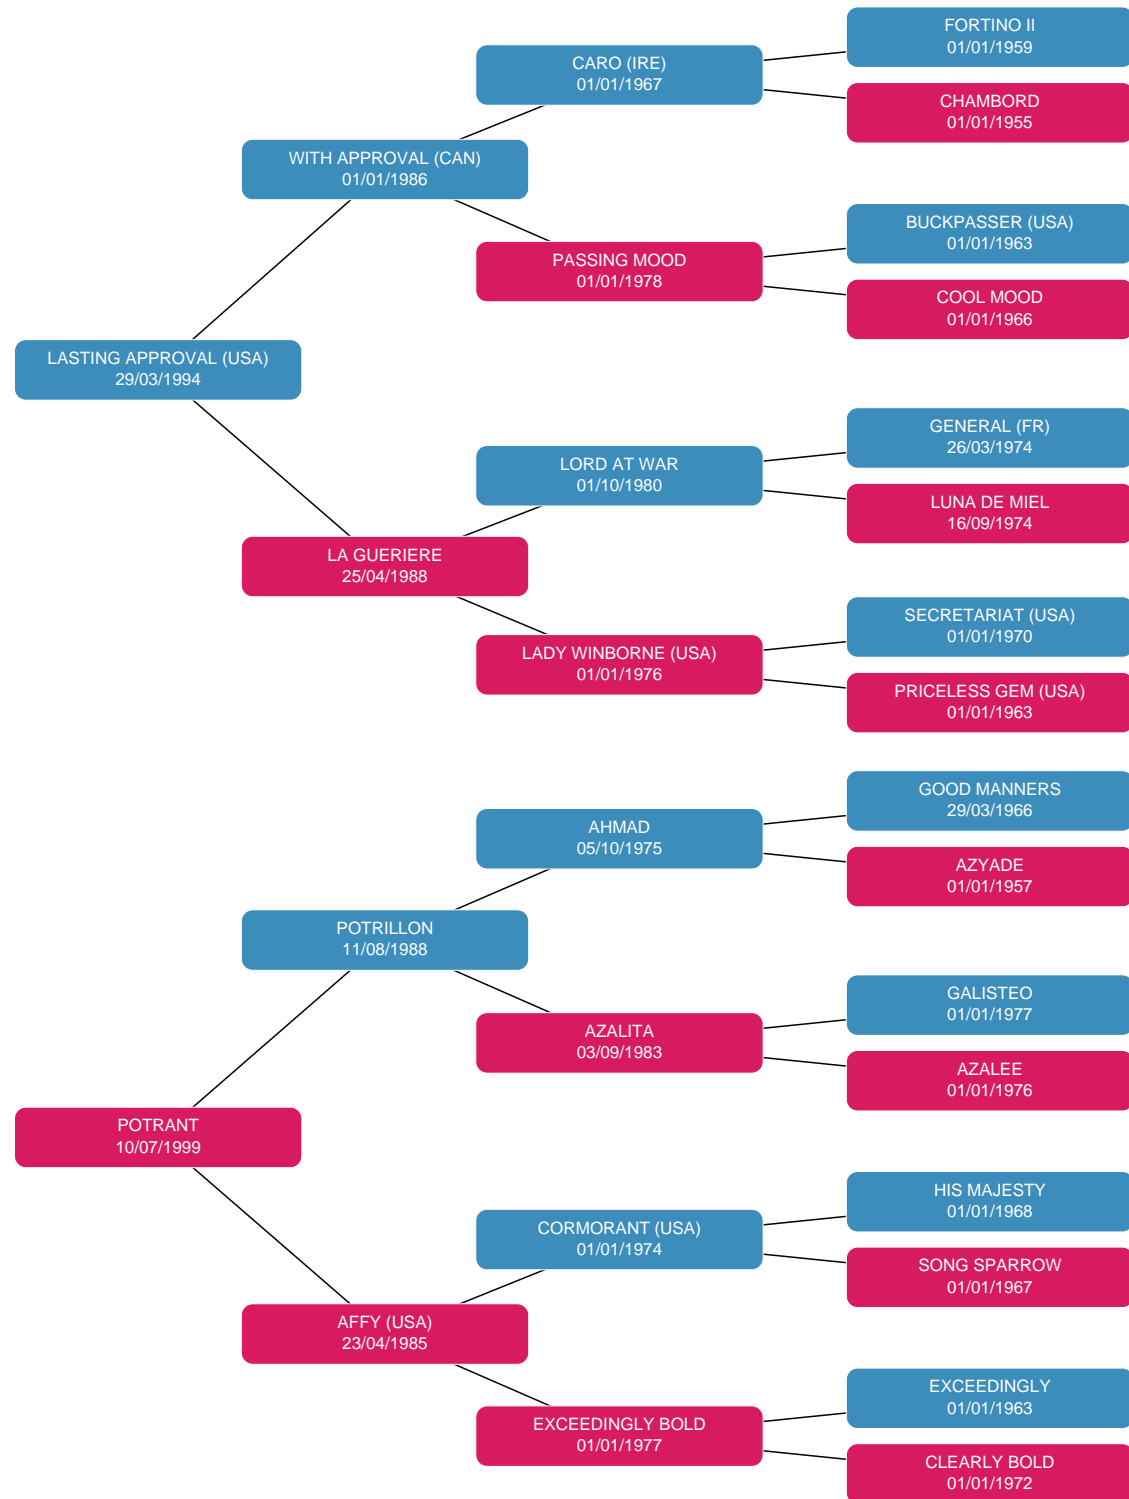 FORTINO II
01/01/1959
CARO (IRE)
01/01/1967
CHAMBORD
01/01/1955
WITH APPROVAL (CAN)
01/01/1986
BUCKPASSER (USA)
01/01/1963
PASSING MOOD
01/01/1978
COOL MOOD
01/01/1966
LASTING APPROVAL (USA)
29/03/1994
GENERAL (FR)
26/03/1974
LORD AT WAR
01/10/1980
LUNA DE MIEL
16/09/1974
LA GUERIERE
25/04/1988
SECRETARIAT (USA)
01/01/1970
LADY WINBORNE (USA)
01/01/1976
PRICELESS GEM (USA)
01/01/1963
GOOD MANNERS
29/03/1966
AHMAD
05/10/1975
AZYADE
01/01/1957
POTRILLON
11/08/1988
GALISTEO
01/01/1977
AZALITA
03/09/1983
AZALEE
01/01/1976
POTRANT
10/07/1999
HIS MAJESTY
01/01/1968
CORMORANT (USA)
01/01/1974
SONG SPARROW
01/01/1967
AFFY (USA)
23/04/1985
EXCEEDINGLY
01/01/1963
EXCEEDINGLY BOLD
01/01/1977
CLEARLY BOLD
01/01/1972